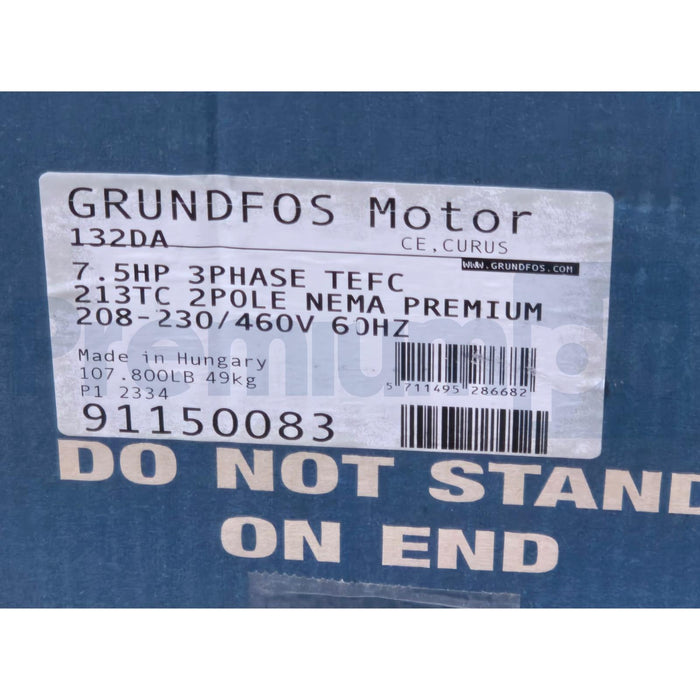 GRUNDFOS Motor
132DA
CE,CURUS
WWW.GRUNDFOS.COM
7.5HP 3PHASE TEFC
213TC 2POLE NEMA PREMIUM
208-230/460V 60HZ
Made in Hungary
107.800LB 49kg
P1 2334
5 711495 286682
91150083
DO NOT STAND
ON END